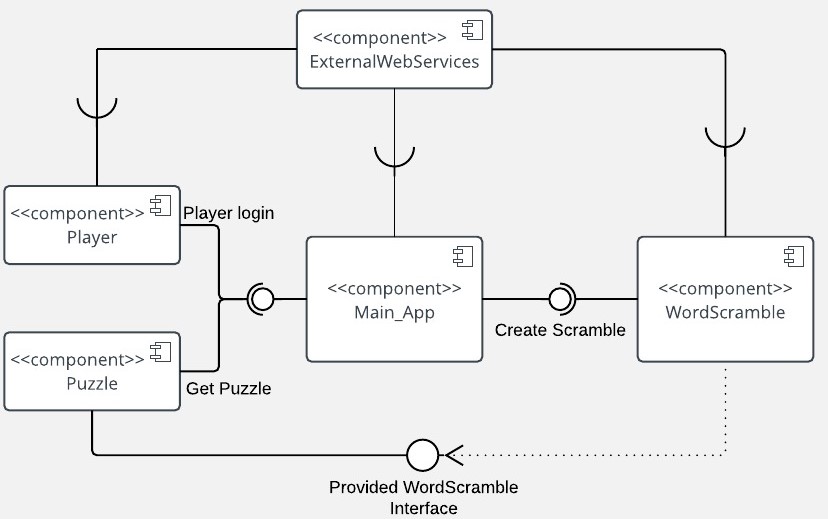 <<component>>
ExternalWebServices
<<component>>
Player
Player login
<<component>>
Main_App
<<component>>
WordScramble
Create Scramble
<<component>>
Puzzle
Get Puzzle
Provided WordScramble
Interface